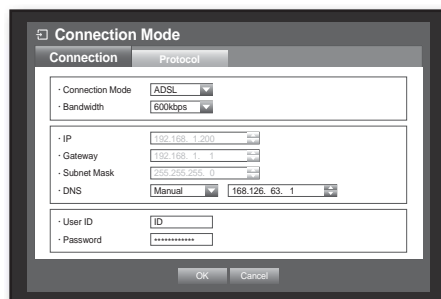 Connection Mode
Connection Protocol
· Connection Mode ADSL
· Bandwidth 600kbps
· IP 192.168. 1.200
· Gateway 192.168. 1. 1
· Subnet Mask 255.255.255. 0
· DNS Manual 168.126. 63. 1
· User ID ID
· Password ************
OK Cancel